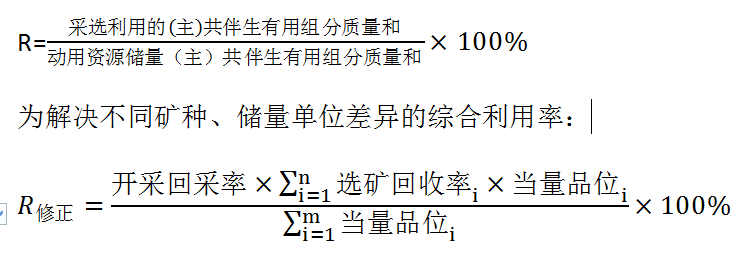 R=采选利用的(主)共伴生有用组分质量和/动用资源储量（主）共伴生有用组分质量和 × 100%
为解决不同矿种、储量单位差异的综合利用率：
R修正 = 开采回采率 × ∑ⁿᵢ₌₁ 选矿回收率ᵢ × 当量品位ᵢ/∑ᵐᵢ₌₁ 当量品位ᵢ × 100%